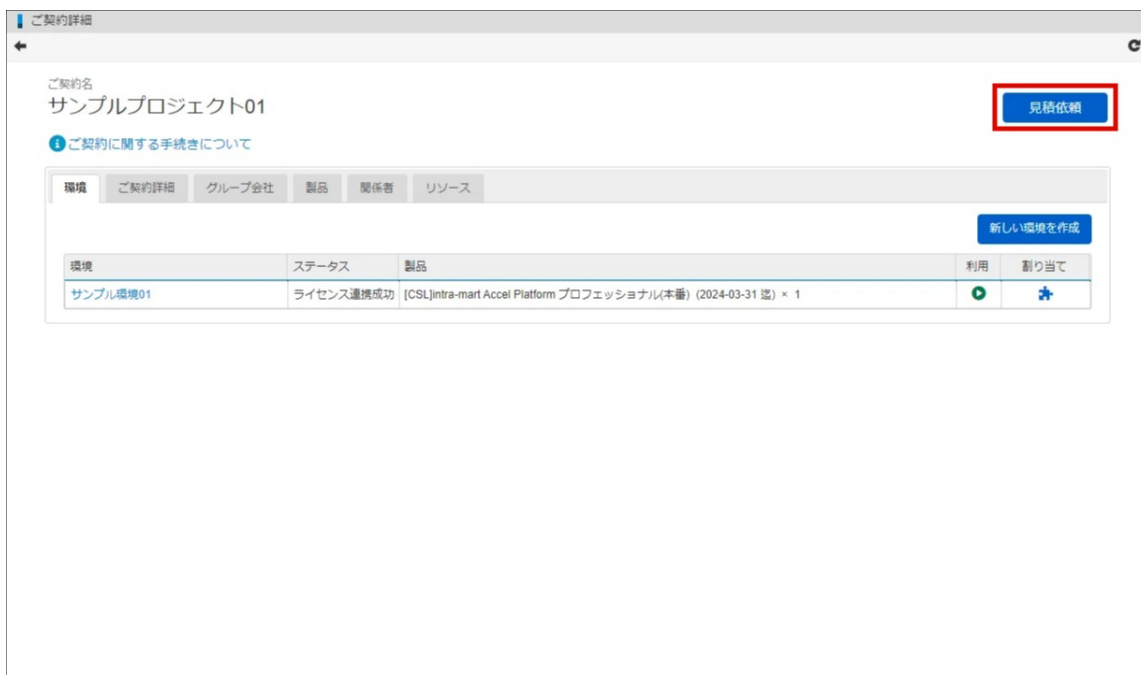 ご契約詳細
ご契約名
サンプルプロジェクト01
見積依頼
ご契約に関する手続きについて
環境 ご契約詳細 グループ会社 製品 関係者 リソース
新しい環境を作成
環境 ステータス 製品 利用 割り当て
サンプル環境01 ライセンス連携成功 [CSL]intra-mart Accel Platform プロフェッショナル(本番) (2024-03-31 迄) × 1